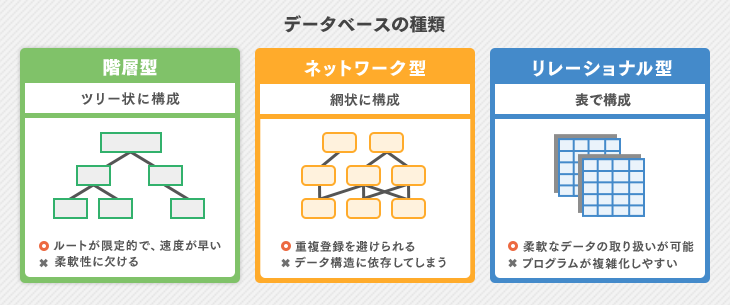 データベースの種類
階層型
ツリー状に構成
ルートが限定的で、速度が早い
✖ 柔軟性に欠ける
ネットワーク型
網状に構成
重複登録を避けられる
✖ データ構造に依存してしまう
リレーショナル型
表で構成
柔軟なデータの取り扱いが可能
✖ プログラムが複雑化しやすい